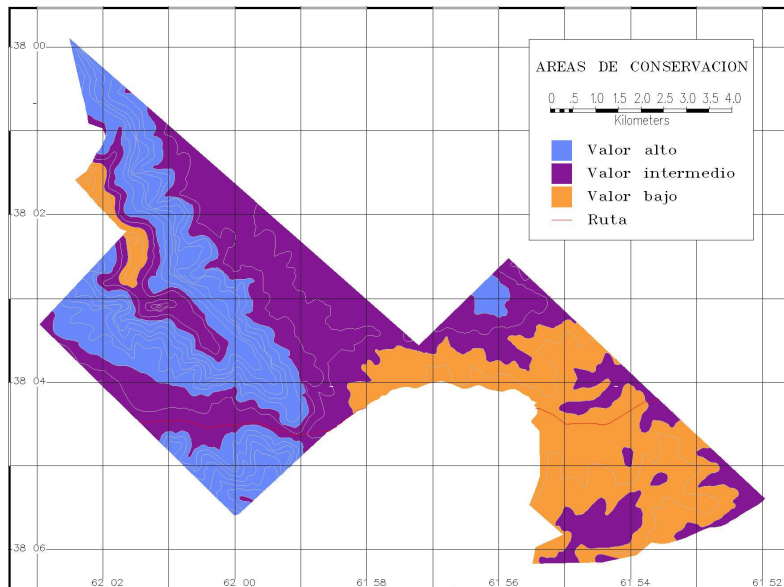 38 00
AREAS DE CONSERVACION
0 .5 1.0 1.5 2.0 2.5 3.0 3.5 4.0
Kilometers
Valor alto
Valor intermedio
Valor bajo
Ruta
38 02
38 04
38 06
62 02 62 00 61 58 61 56 61 54 61 52